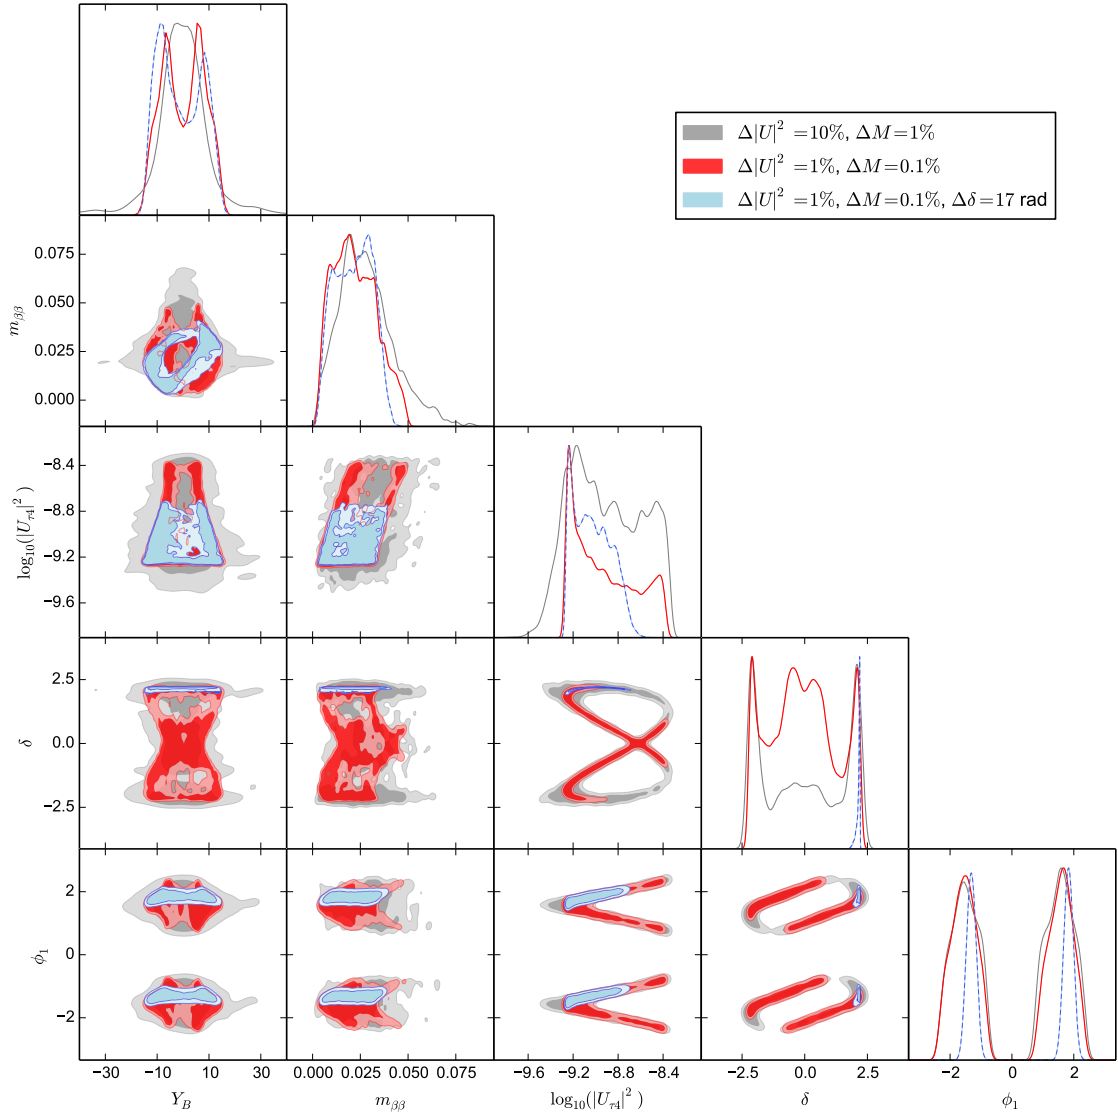 Δ|U|² =10%, ΔM=1%
Δ|U|² =1%, ΔM=0.1%
Δ|U|² =1%, ΔM=0.1%, Δδ=17 rad
0.075
0.050
0.025
0.000
m_ββ
−8.4
−8.8
−9.2
−9.6
log₁₀(|U_τ4|²)
2.5
0.0
−2.5
δ
2
0
−2
ϕ₁
−30 −10 10 30
0.000 0.025 0.050 0.075
−9.6 −9.2 −8.8 −8.4
−2.5 0.0 2.5
−2 0 2
Y_B
m_ββ
log₁₀(|U_τ4|²)
δ
ϕ₁